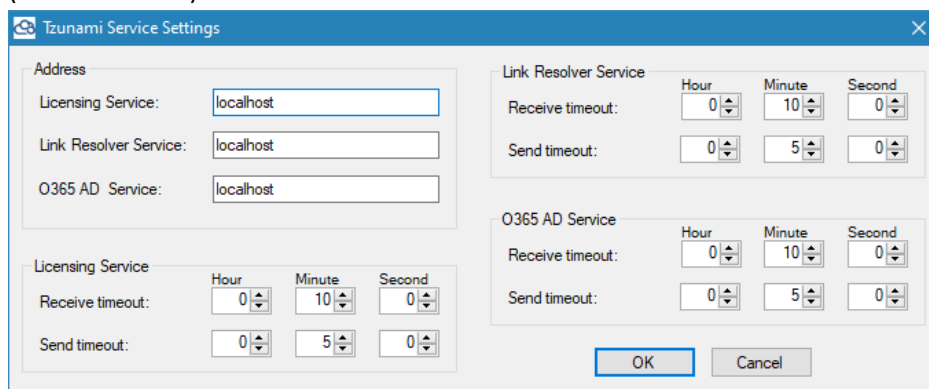 Tzunami Service Settings
Address
Licensing Service: localhost
Link Resolver Service: localhost
O365 AD Service: localhost
Licensing Service
Hour Minute Second
Receive timeout: 0 10 0
Send timeout: 0 5 0
Link Resolver Service
Hour Minute Second
Receive timeout: 0 10 0
Send timeout: 0 5 0
O365 AD Service
Hour Minute Second
Receive timeout: 0 10 0
Send timeout: 0 5 0
OK Cancel